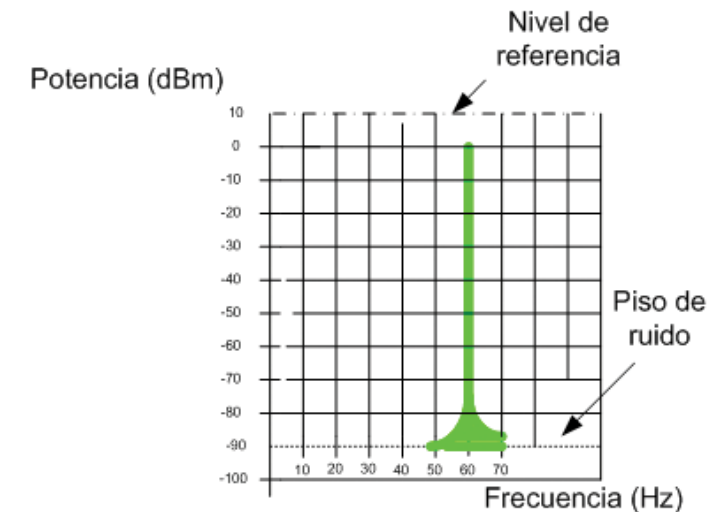 Nivel de
referencia
Potencia (dBm)
10
0
-10
-20
-30
-40
-50
-60
-70
-80
-90
-100
Piso de
ruido
10 20 30 40 50 60 70
Frecuencia (Hz)